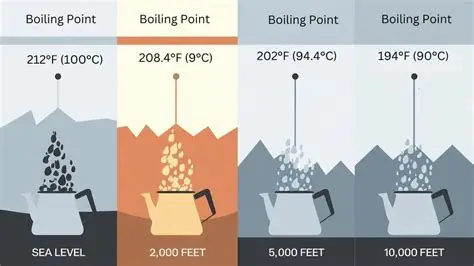 Boiling Point
212°F (100°C)
SEA LEVEL
Boiling Point
208.4°F (9°C)
2,000 FEET
Boiling Point
202°F (94.4°C)
5,000 FEET
Boiling Point
194°F (90°C)
10,000 FEET